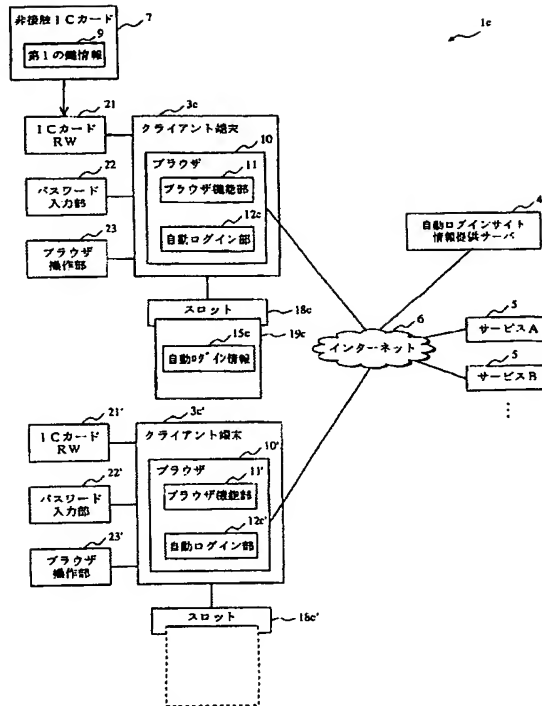 非接触ICカード
7
9
第1の鍵情報
1c
21
ICカード
RW
3c
クライアント端末
10
ブラウザ
11
ブラウザ機能部
22
パスワード
入力部
12c
自動ログイン部
23
ブラウザ
操作部
4
自動ログインサイト
情報提供サーバ
スロット
18c
15c
19c
自動ログイン情報
6
インターネット
5
サービスA
5
サービスB
⋮
21'
ICカード
RW
3c'
クライアント端末
10'
ブラウザ
11'
ブラウザ機能部
22'
パスワード
入力部
12c'
自動ログイン部
23'
ブラウザ
操作部
スロット
18c'